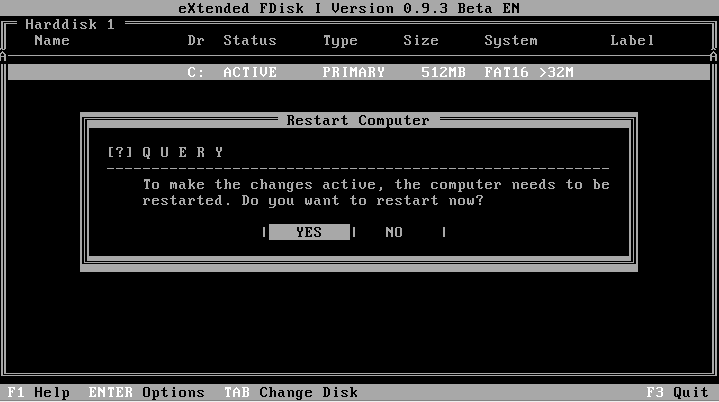 eXtended FDisk I Version 0.9.3 Beta EN
Harddisk 1
Name Dr Status Type Size System Label
C: ACTIVE PRIMARY 512MB FAT16 >32M
Restart Computer
[?] Q U E R Y
To make the changes active, the computer needs to be
restarted. Do you want to restart now?
YES NO
F1 Help ENTER Options TAB Change Disk F3 Quit